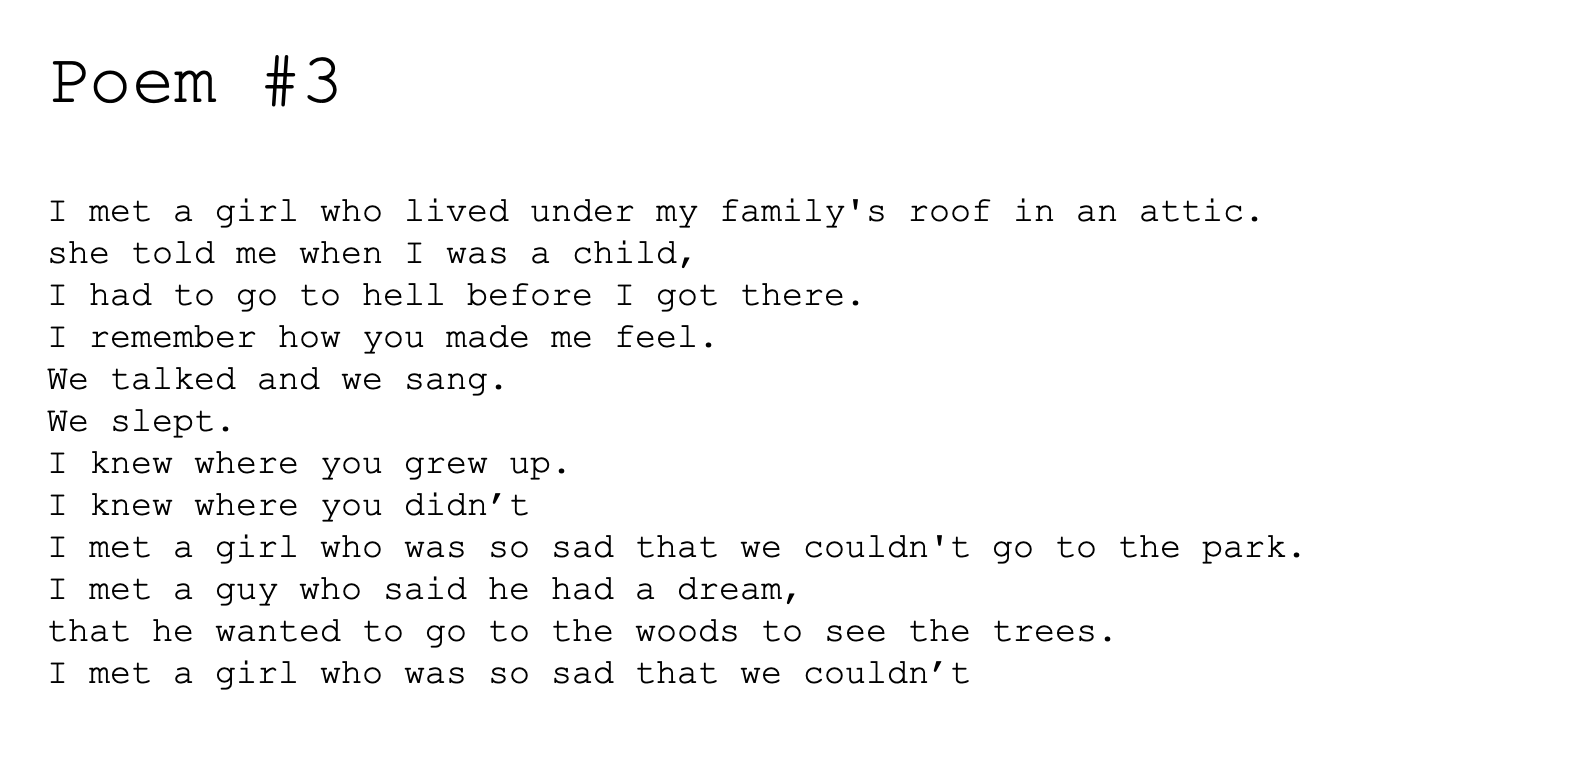 Poem #3
I met a girl who lived under my family's roof in an attic.
she told me when I was a child,
I had to go to hell before I got there.
I remember how you made me feel.
We talked and we sang.
We slept.
I knew where you grew up.
I knew where you didn’t
I met a girl who was so sad that we couldn't go to the park.
I met a guy who said he had a dream,
that he wanted to go to the woods to see the trees.
I met a girl who was so sad that we couldn’t